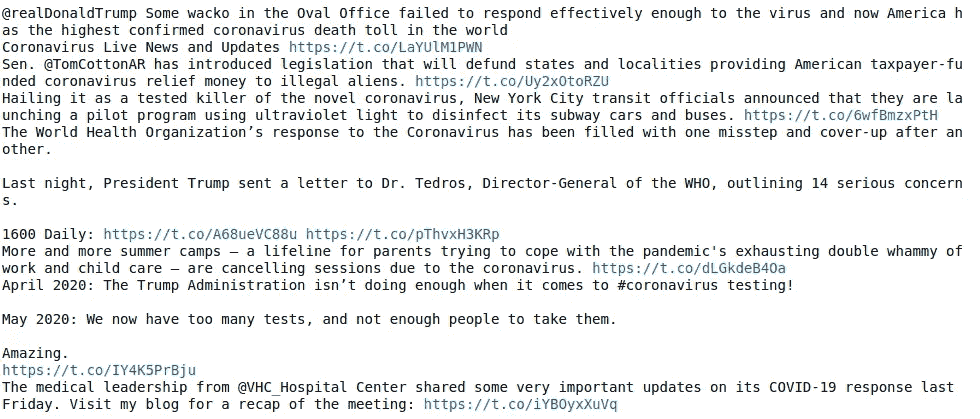 @realDonaldTrump Some wacko in the Oval Office failed to respond effectively enough to the virus and now America h
as the highest confirmed coronavirus death toll in the world
Coronavirus Live News and Updates https://t.co/LaYUlM1PWN
Sen. @TomCottonAR has introduced legislation that will defund states and localities providing American taxpayer-fu
nded coronavirus relief money to illegal aliens. https://t.co/Uy2xOtoRZU
Hailing it as a tested killer of the novel coronavirus, New York City transit officials announced that they are la
unching a pilot program using ultraviolet light to disinfect its subway cars and buses. https://t.co/6wfBmzxPtH
The World Health Organization’s response to the Coronavirus has been filled with one misstep and cover-up after an
other.

Last night, President Trump sent a letter to Dr. Tedros, Director-General of the WHO, outlining 14 serious concern
s.

1600 Daily: https://t.co/A68ueVC88u https://t.co/pThvxH3KRp
More and more summer camps — a lifeline for parents trying to cope with the pandemic's exhausting double whammy of
work and child care — are cancelling sessions due to the coronavirus. https://t.co/dLGkdeB4Oa
April 2020: The Trump Administration isn’t doing enough when it comes to #coronavirus testing!

May 2020: We now have too many tests, and not enough people to take them.

Amazing.
https://t.co/IY4K5PrBju
The medical leadership from @VHC_Hospital Center shared some very important updates on its COVID-19 response last
Friday. Visit my blog for a recap of the meeting: https://t.co/iYBOyxXuVq